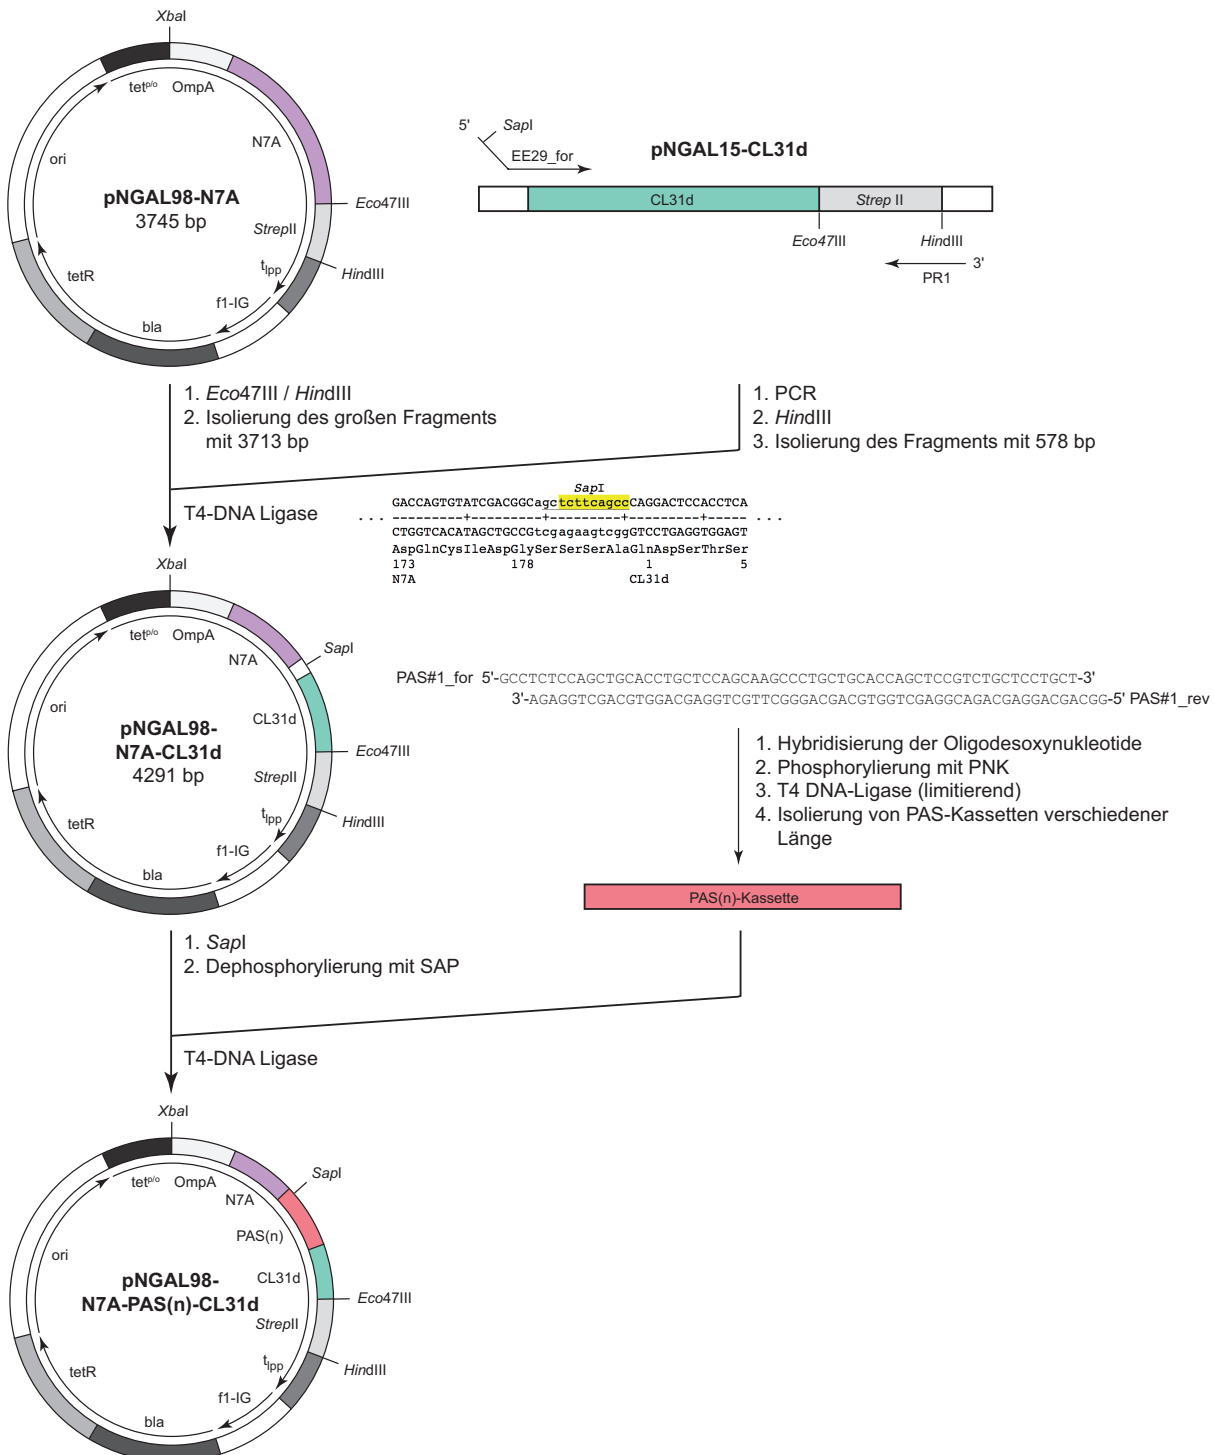 XbaI
tetp/o OmpA
N7A
ori
pNGAL98-N7A
3745 bp
Eco47III
StrepII
HindIII
tlpp
f1-IG
tetR
bla
5'
SapI
EE29_for
pNGAL15-CL31d
CL31d
Strep II
Eco47III
HindIII
3'
PR1
1. Eco47III / HindIII
2. Isolierung des großen Fragments
mit 3713 bp
1. PCR
2. HindIII
3. Isolierung des Fragments mit 578 bp
T4-DNA Ligase
SapI
GACCAGTGTATCGACGGCagctcttcagccCAGGACTCCACCTCA
... ---------+---------+---------+---------+----- ...
CTGGTCACATAGCTGCCGtcgagaagtcggGTCCTGAGGTGGAGT
AspGlnCysIleAspGlySerSerSerAlaGlnAspSerThrSer
173 178 1 5
N7A CL31d
XbaI
tetp/o OmpA
N7A
SapI
ori
CL31d
pNGAL98-
N7A-CL31d
4291 bp
Eco47III
StrepII
HindIII
tlpp
f1-IG
tetR
bla
PAS#1_for 5'-GCCTCTCCAGCTGCACCTGCTCCAGCAAGCCCTGCTGCACCAGCTCCGTCTGCTCCTGCT-3'
3'-AGAGGTCGACGTGGACGAGGTCGTTCGGGACGACGTGGTCGAGGCAGACGAGGACGACGG-5' PAS#1_rev
1. Hybridisierung der Oligodesoxynukleotide
2. Phosphorylierung mit PNK
3. T4 DNA-Ligase (limitierend)
4. Isolierung von PAS-Kassetten verschiedener
Länge
PAS(n)-Kassette
1. SapI
2. Dephosphorylierung mit SAP
T4-DNA Ligase
XbaI
tetp/o OmpA
N7A
SapI
PAS(n)
ori
CL31d
pNGAL98-
N7A-PAS(n)-CL31d
Eco47III
StrepII
HindIII
tlpp
f1-IG
tetR
bla